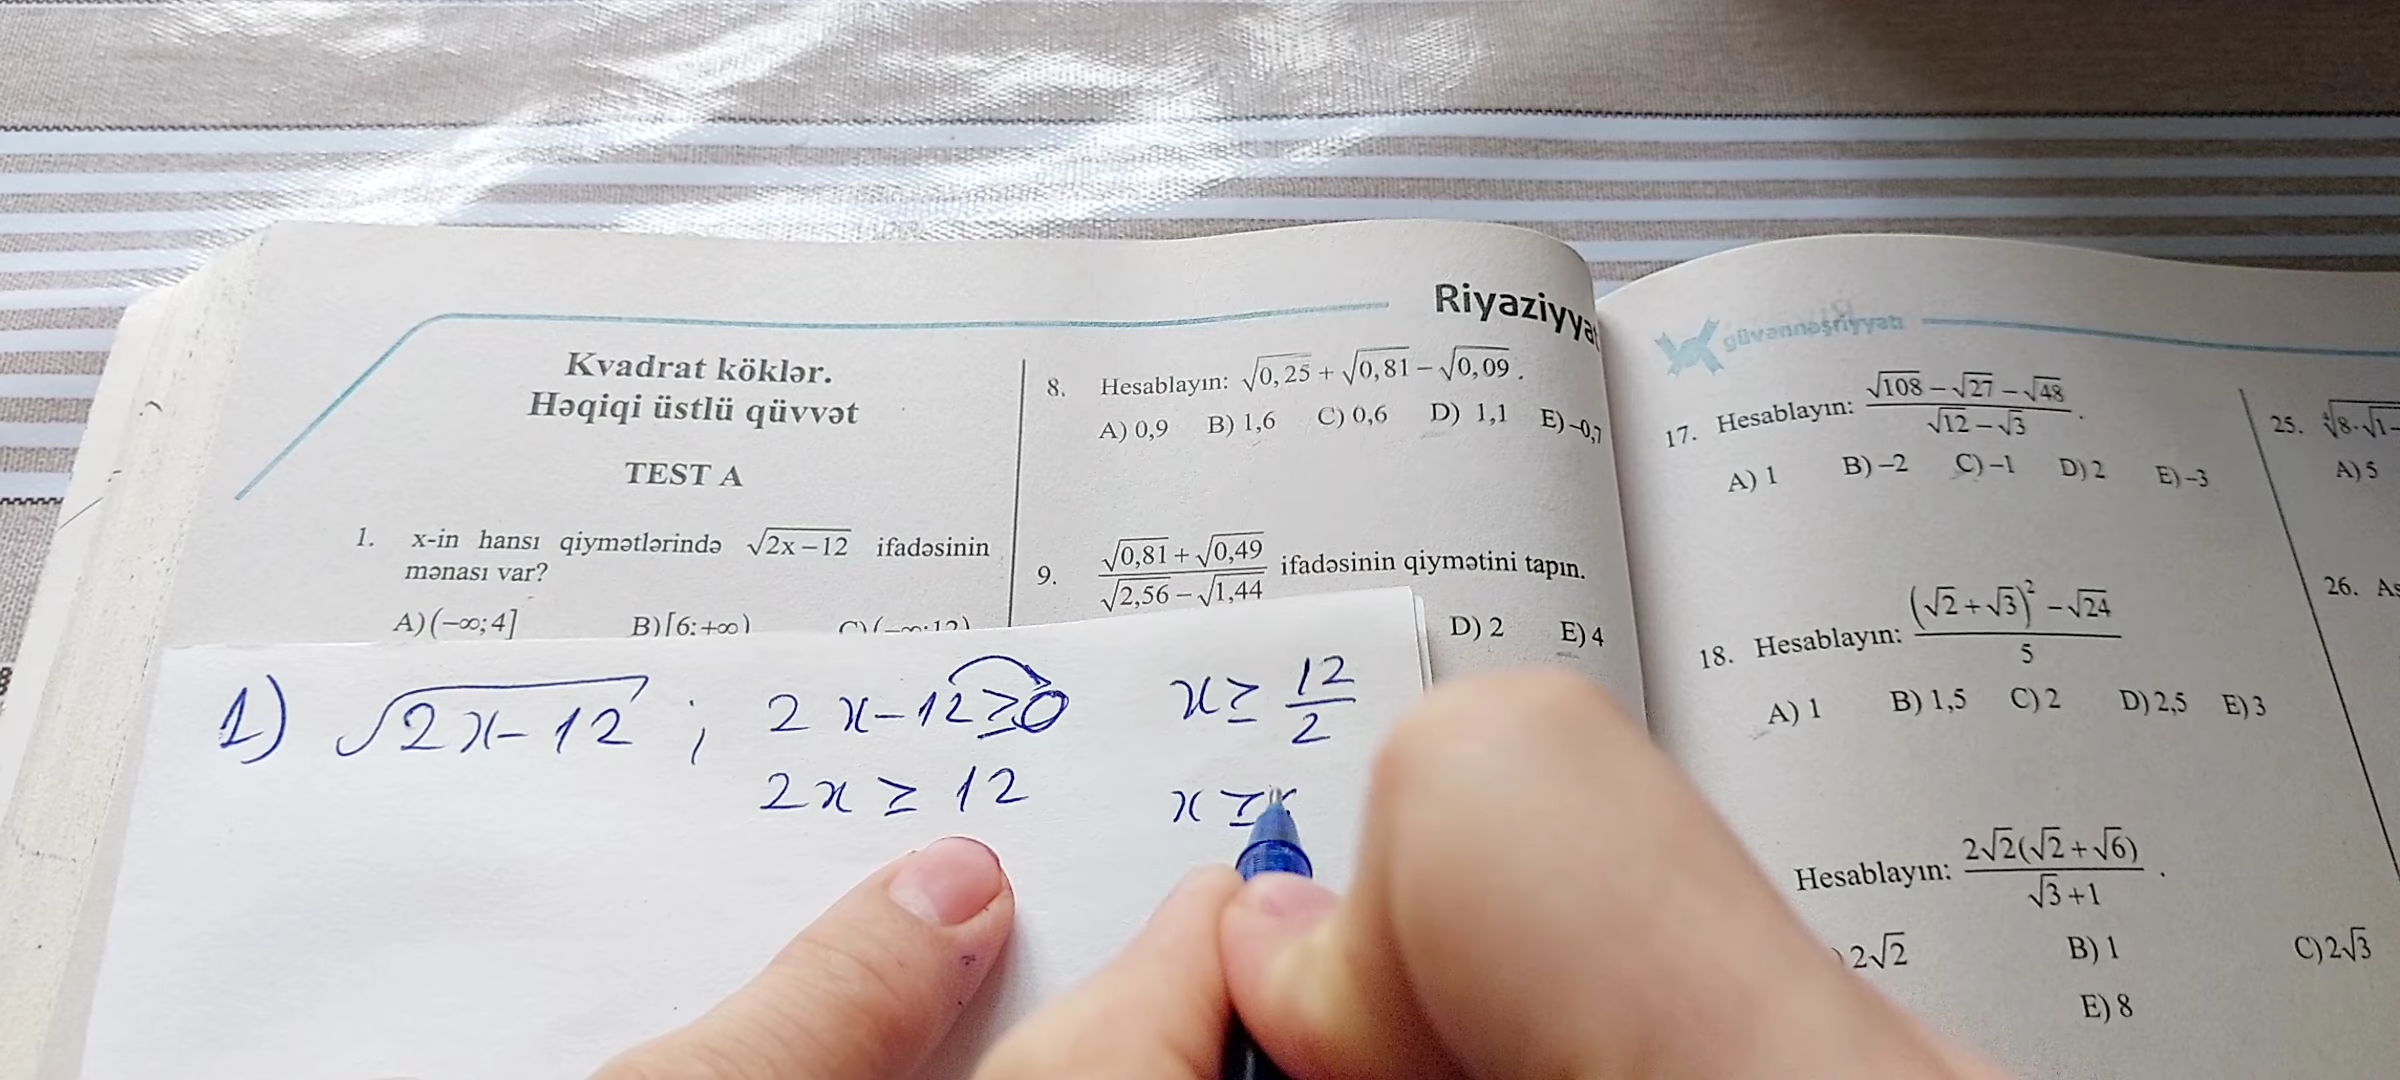 Riyaziyyat
Kvadrat köklər.
Həqiqi üstlü qüvvət
TEST A
1. x-in hansı qiymətlərində √2x−12 ifadəsinin
mənası var?
A) (−∞; 4] B) [6; +∞) C) (−∞; 12)
8. Hesablayın: √0,25 + √0,81 − √0,09 .
A) 0,9 B) 1,6 C) 0,6 D) 1,1 E) −0,7
9. (√0,81 + √0,49)/(√2,56 − √1,44) ifadəsinin qiymətini tapın.
D) 2 E) 4
1) √2x−12 ; 2x−12≥0 x ≥ 12/2
2x ≥ 12 x ≥
güvənnəşriyyatı
17. Hesablayın: (√108 − √27 − √48)/(√12 − √3) .
A) 1 B) −2 C) −1 D) 2 E) −3
18. Hesablayın: ((√2 + √3)² − √24)/5
A) 1 B) 1,5 C) 2 D) 2,5 E) 3
Hesablayın: 2√2(√2 + √6)/(√3 + 1) .
2√2 B) 1 C) 2√3
E) 8
25.
A) 5
26.